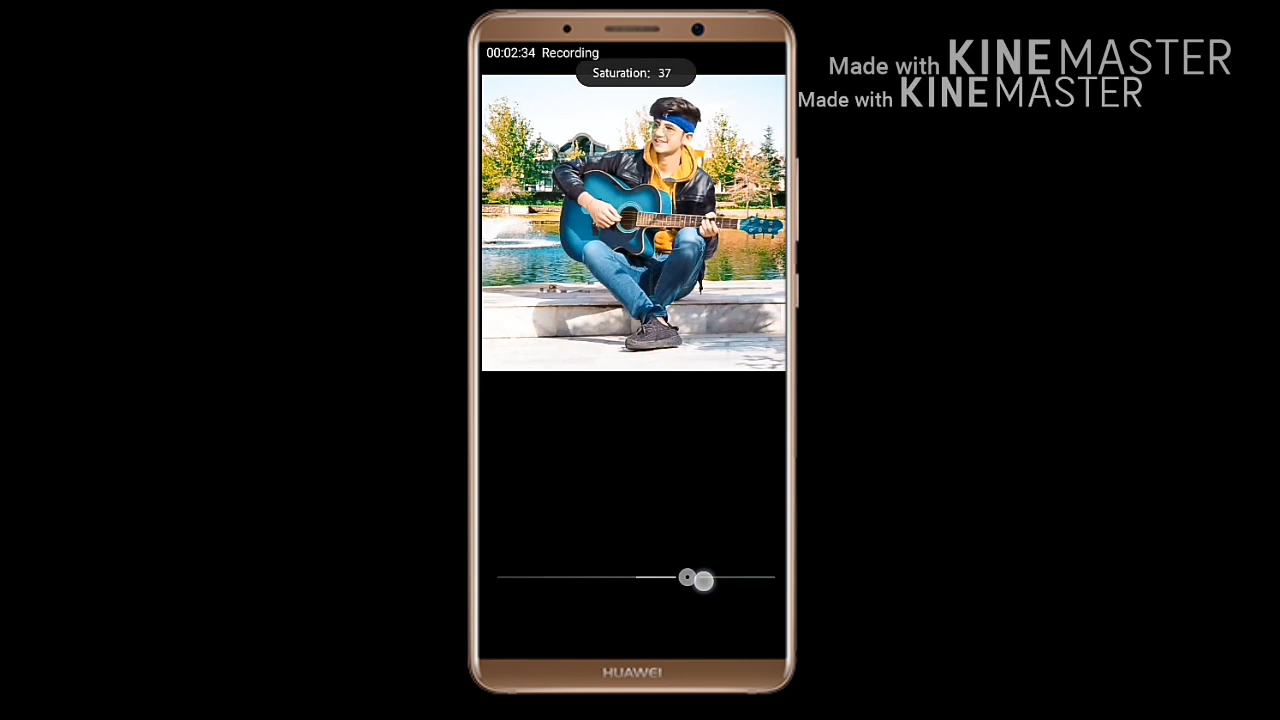 00:02:34 Recording
Saturation: 37
Made with KINEMASTER
Made with KINEMASTER
HUAWEI